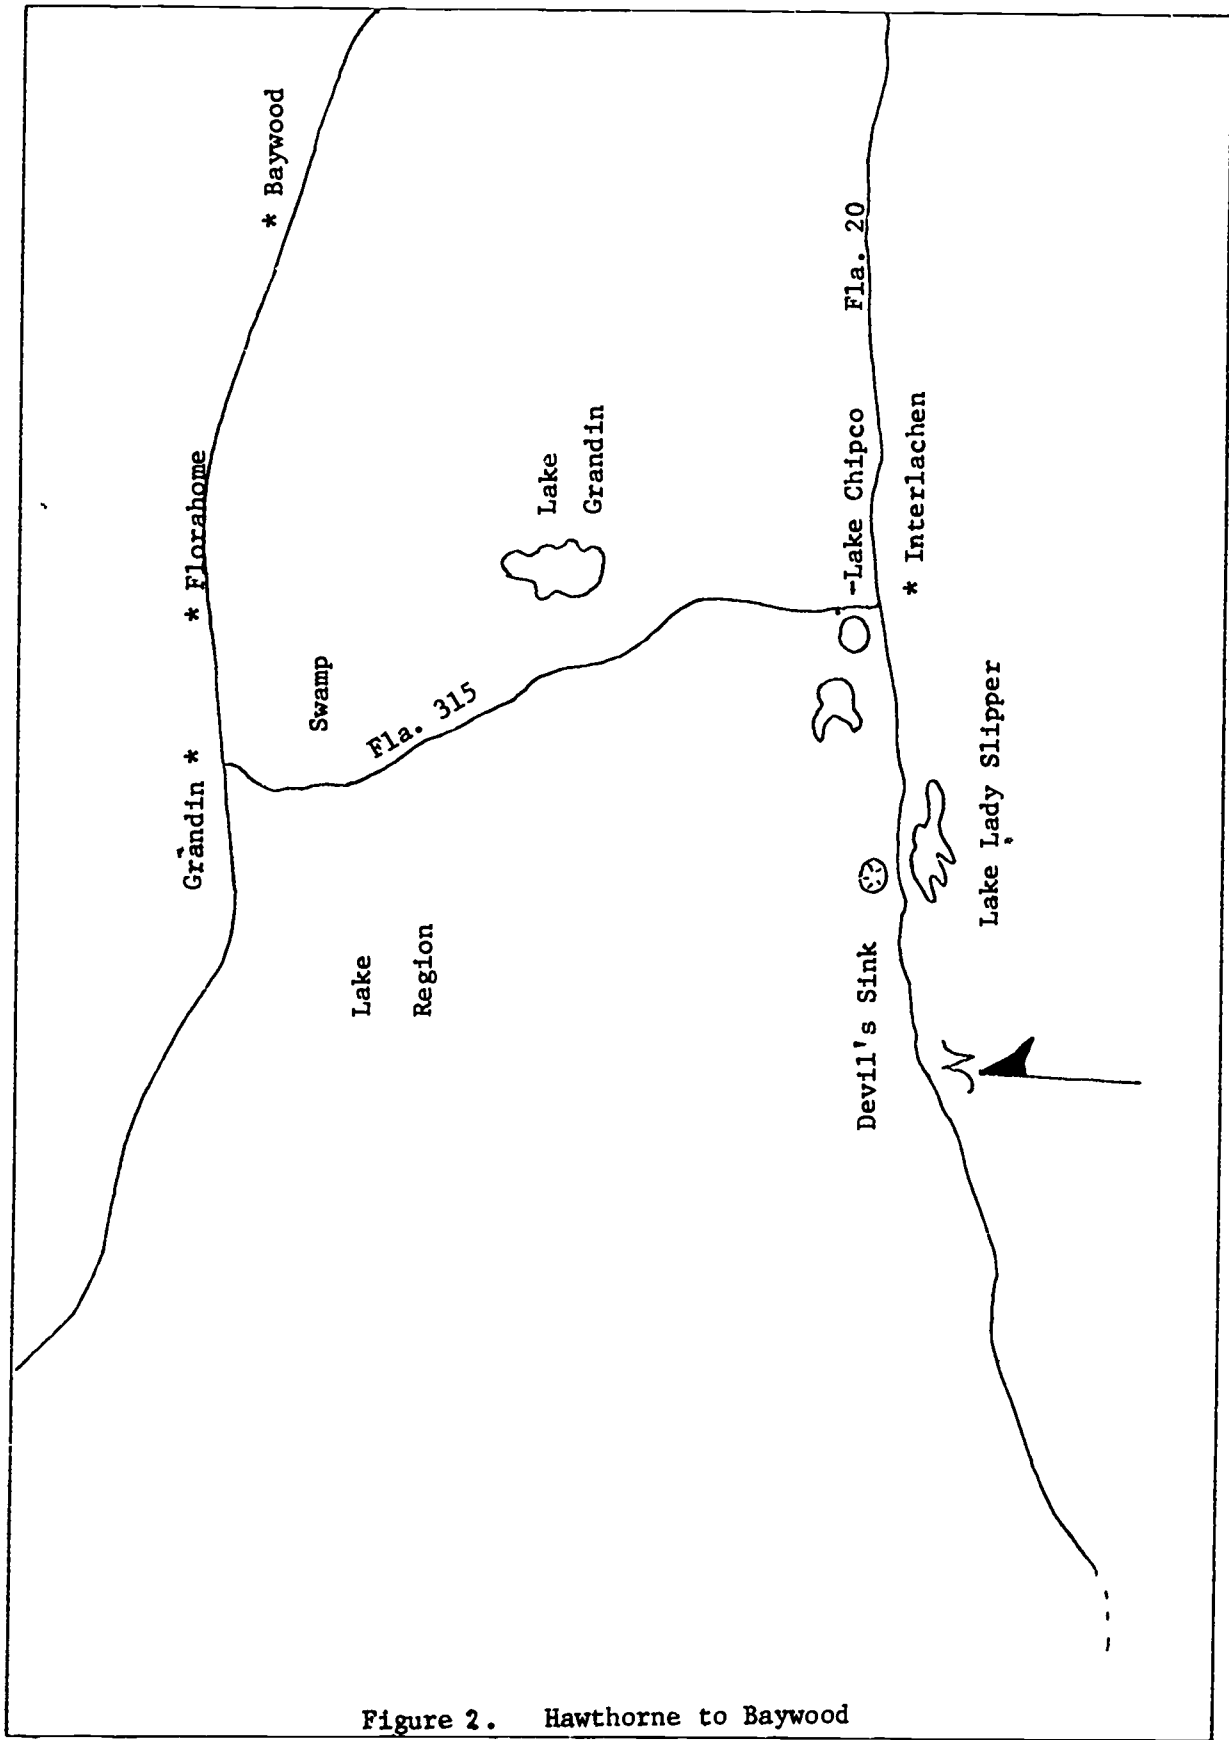 * Baywood
* Florahome
Grandin *
Swamp
Fla. 315
Lake
Grandin
Lake
Region
Fla. 20
-Lake Chipco
* Interlachen
Devil's Sink
Lake Lady Slipper
N
Figure 2. Hawthorne to Baywood